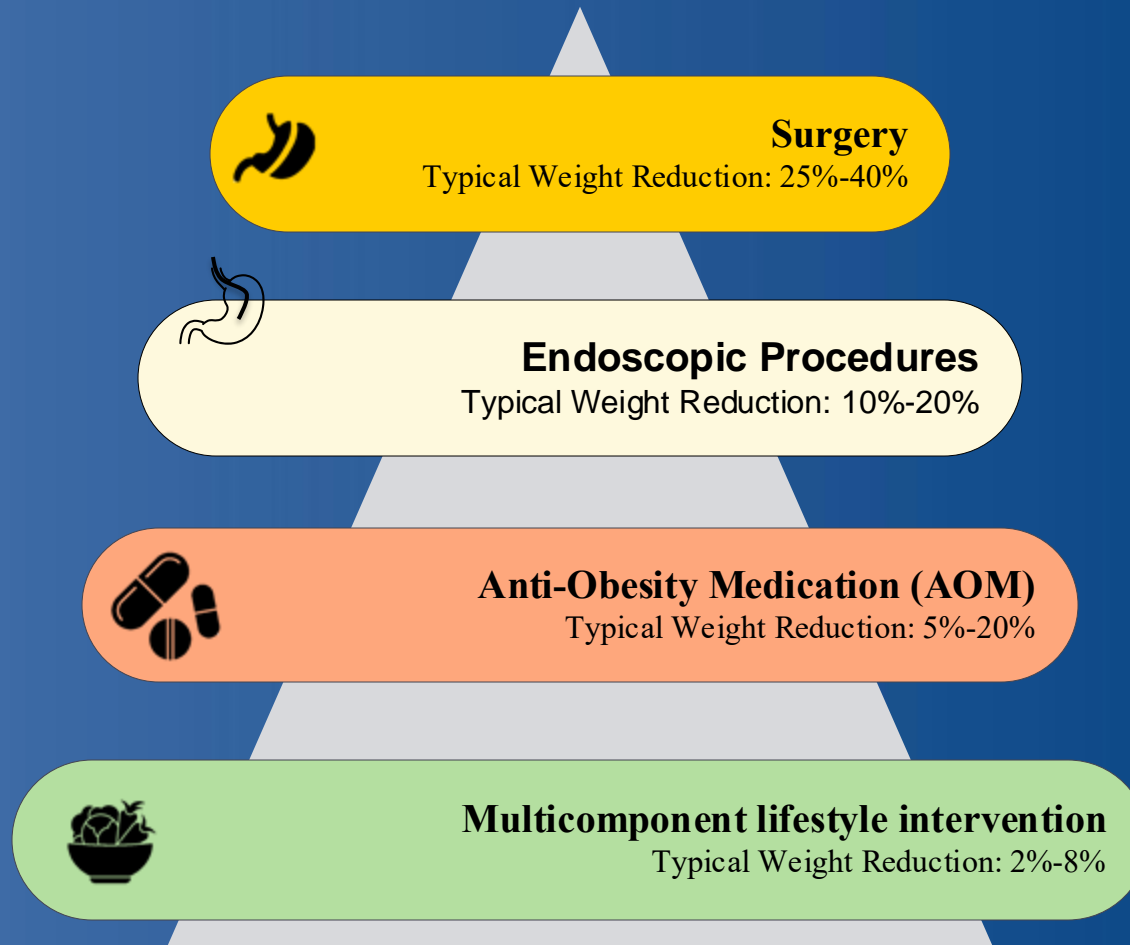 Surgery
Typical Weight Reduction: 25%-40%
Endoscopic Procedures
Typical Weight Reduction: 10%-20%
Anti-Obesity Medication (AOM)
Typical Weight Reduction: 5%-20%
Multicomponent lifestyle intervention
Typical Weight Reduction: 2%-8%